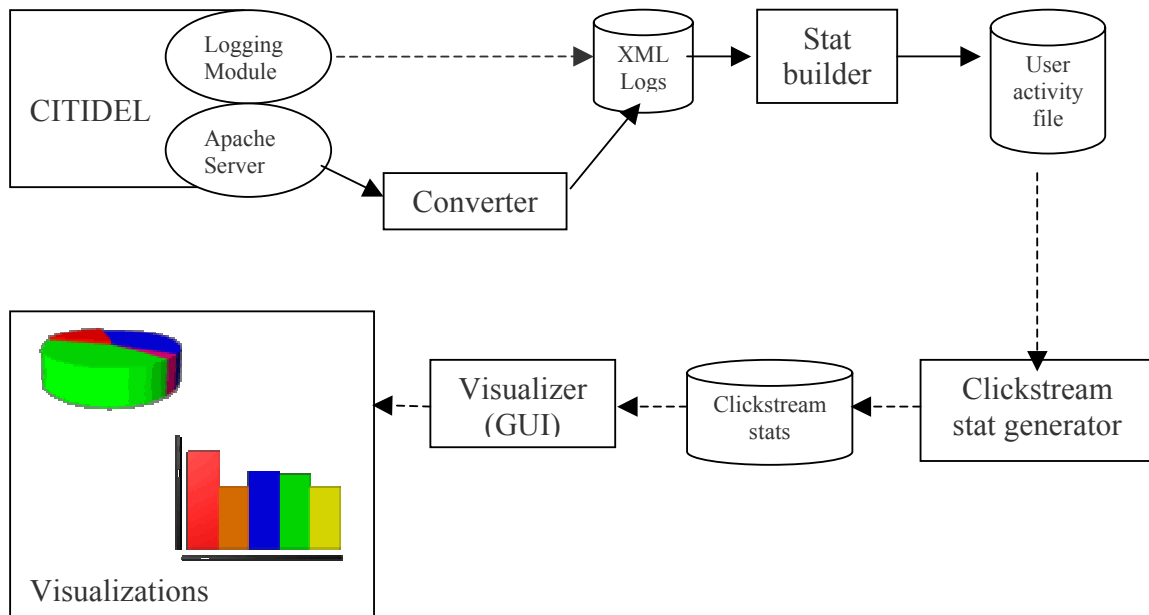 Logging
Module
CITIDEL
Apache
Server
Converter
XML
Logs
Stat
builder
User
activity
file
Clickstream
stat generator
Clickstream
stats
Visualizer
(GUI)
Visualizations